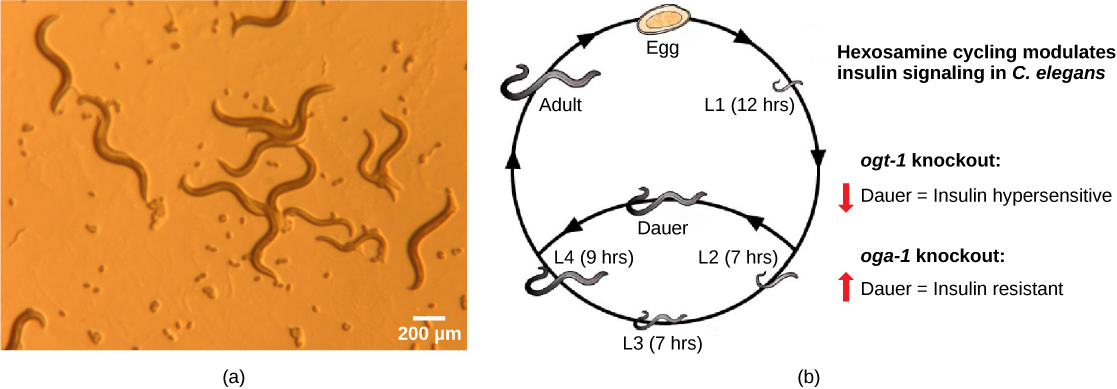 200 µm
(a)
Egg
Adult
L1 (12 hrs)
Dauer
L4 (9 hrs)
L2 (7 hrs)
L3 (7 hrs)
Hexosamine cycling modulates
insulin signaling in C. elegans
ogt-1 knockout:
Dauer = Insulin hypersensitive
oga-1 knockout:
Dauer = Insulin resistant
(b)